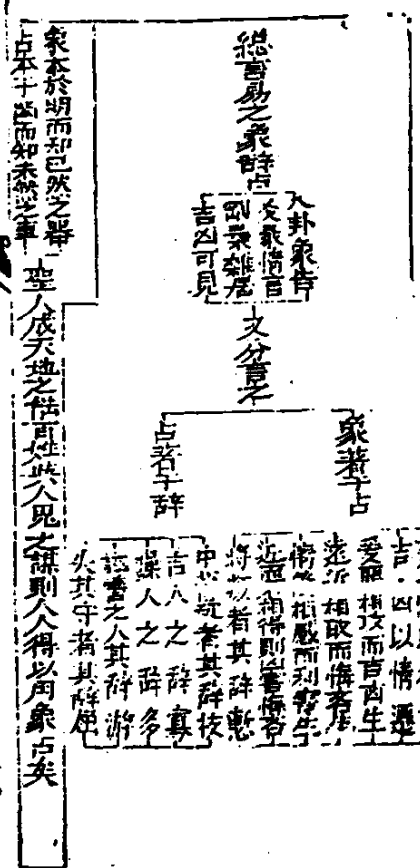 總言易之象辭占
八卦象告
爻彖情言
剛柔雜居
吉凶可見
又分言之
象著于占
吉凶以情遷
愛惡相攻而吉凶生
遠近相取而悔吝生
情偽相感而利害生
近而不相得則凶害悔吝
占著于辭
將叛者其辭慙
中心疑者其辭枝
吉人之辭寡
躁人之辭多
誣善之人其辭游
失其守者其辭屈
象本於明而知已然之器
占本于幽而知未然之事
聖人成天地之能百姓與人鬼之謀則人人得以用象占矣